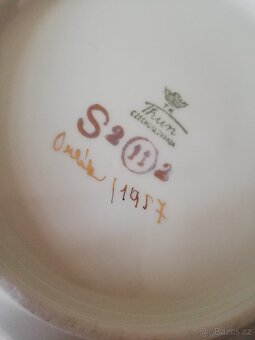 TK
Thun
CZECHOSLOVAKIA
S2 11 2
/1957
© Bazos.cz